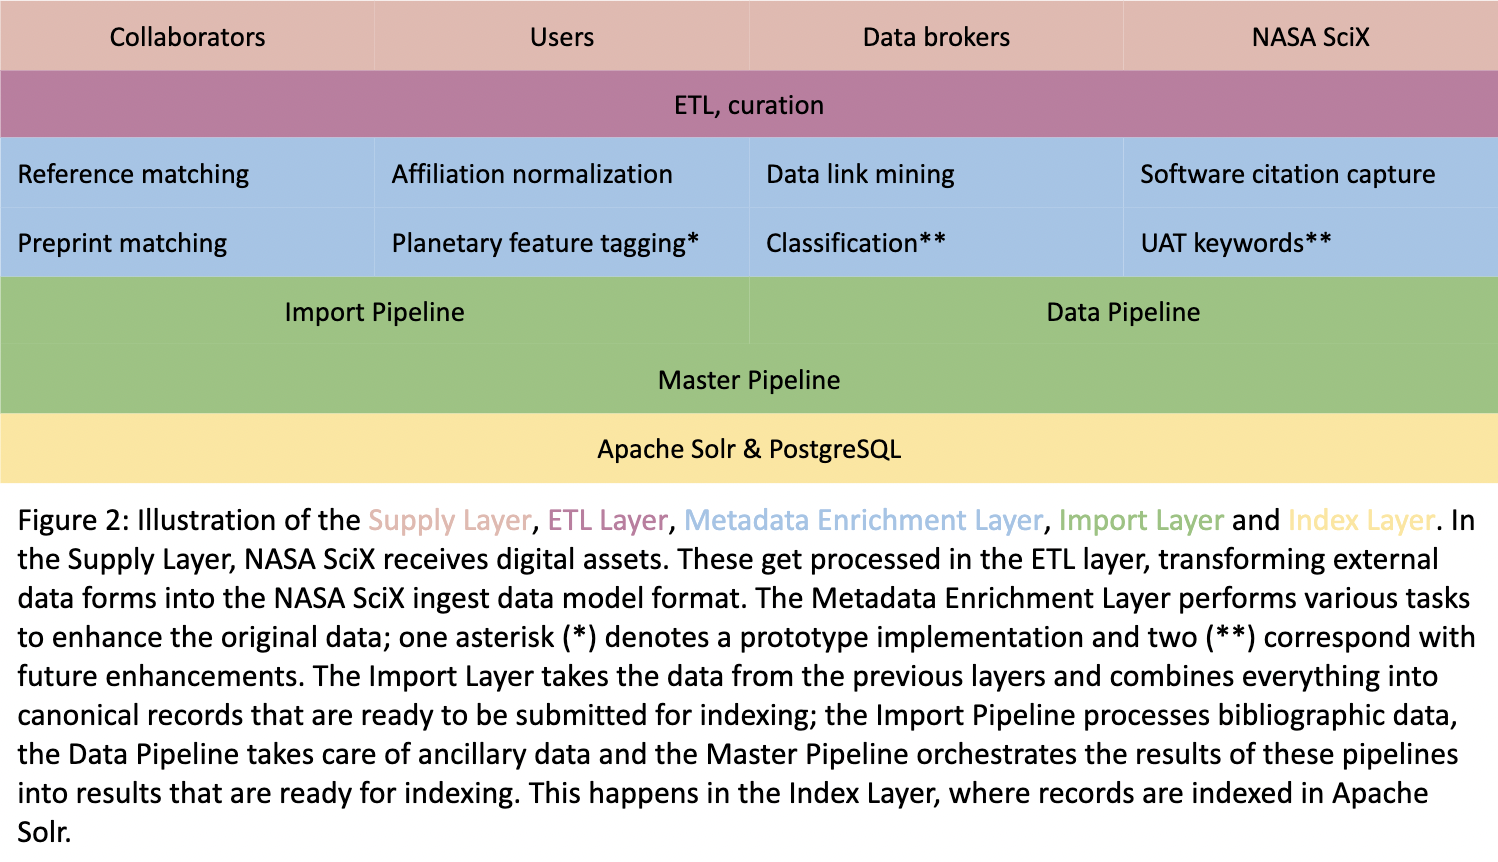 Collaborators Users Data brokers NASA SciX
ETL, curation
Reference matching Affiliation normalization Data link mining Software citation capture
Preprint matching Planetary feature tagging* Classification** UAT keywords**
Import Pipeline Data Pipeline
Master Pipeline
Apache Solr & PostgreSQL
Figure 2: Illustration of the Supply Layer, ETL Layer, Metadata Enrichment Layer, Import Layer and Index Layer. In
the Supply Layer, NASA SciX receives digital assets. These get processed in the ETL layer, transforming external
data forms into the NASA SciX ingest data model format. The Metadata Enrichment Layer performs various tasks
to enhance the original data; one asterisk (*) denotes a prototype implementation and two (**) correspond with
future enhancements. The Import Layer takes the data from the previous layers and combines everything into
canonical records that are ready to be submitted for indexing; the Import Pipeline processes bibliographic data,
the Data Pipeline takes care of ancillary data and the Master Pipeline orchestrates the results of these pipelines
into results that are ready for indexing. This happens in the Index Layer, where records are indexed in Apache
Solr.